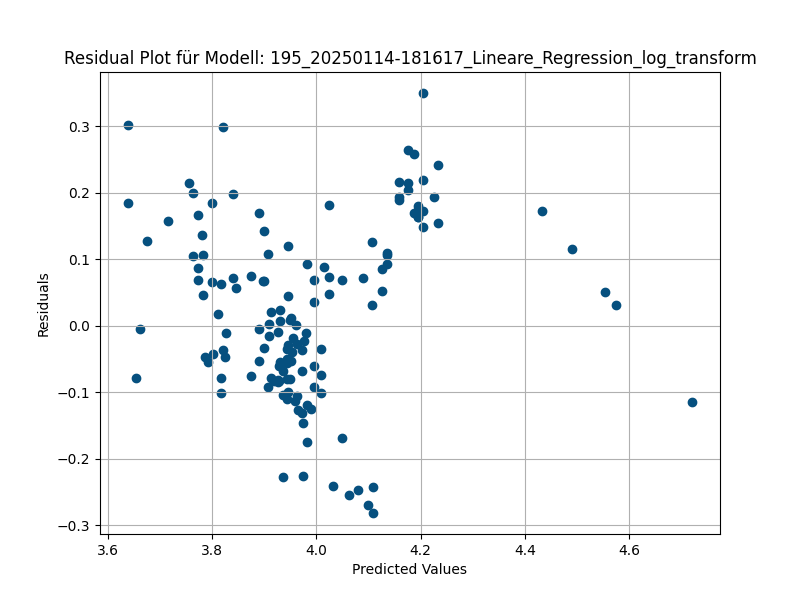 Residual Plot für Modell: 195_20250114-181617_Lineare_Regression_log_transform
0.3
0.2
0.1
0.0
−0.1
−0.2
−0.3
Residuals
3.6 3.8 4.0 4.2 4.4 4.6
Predicted Values